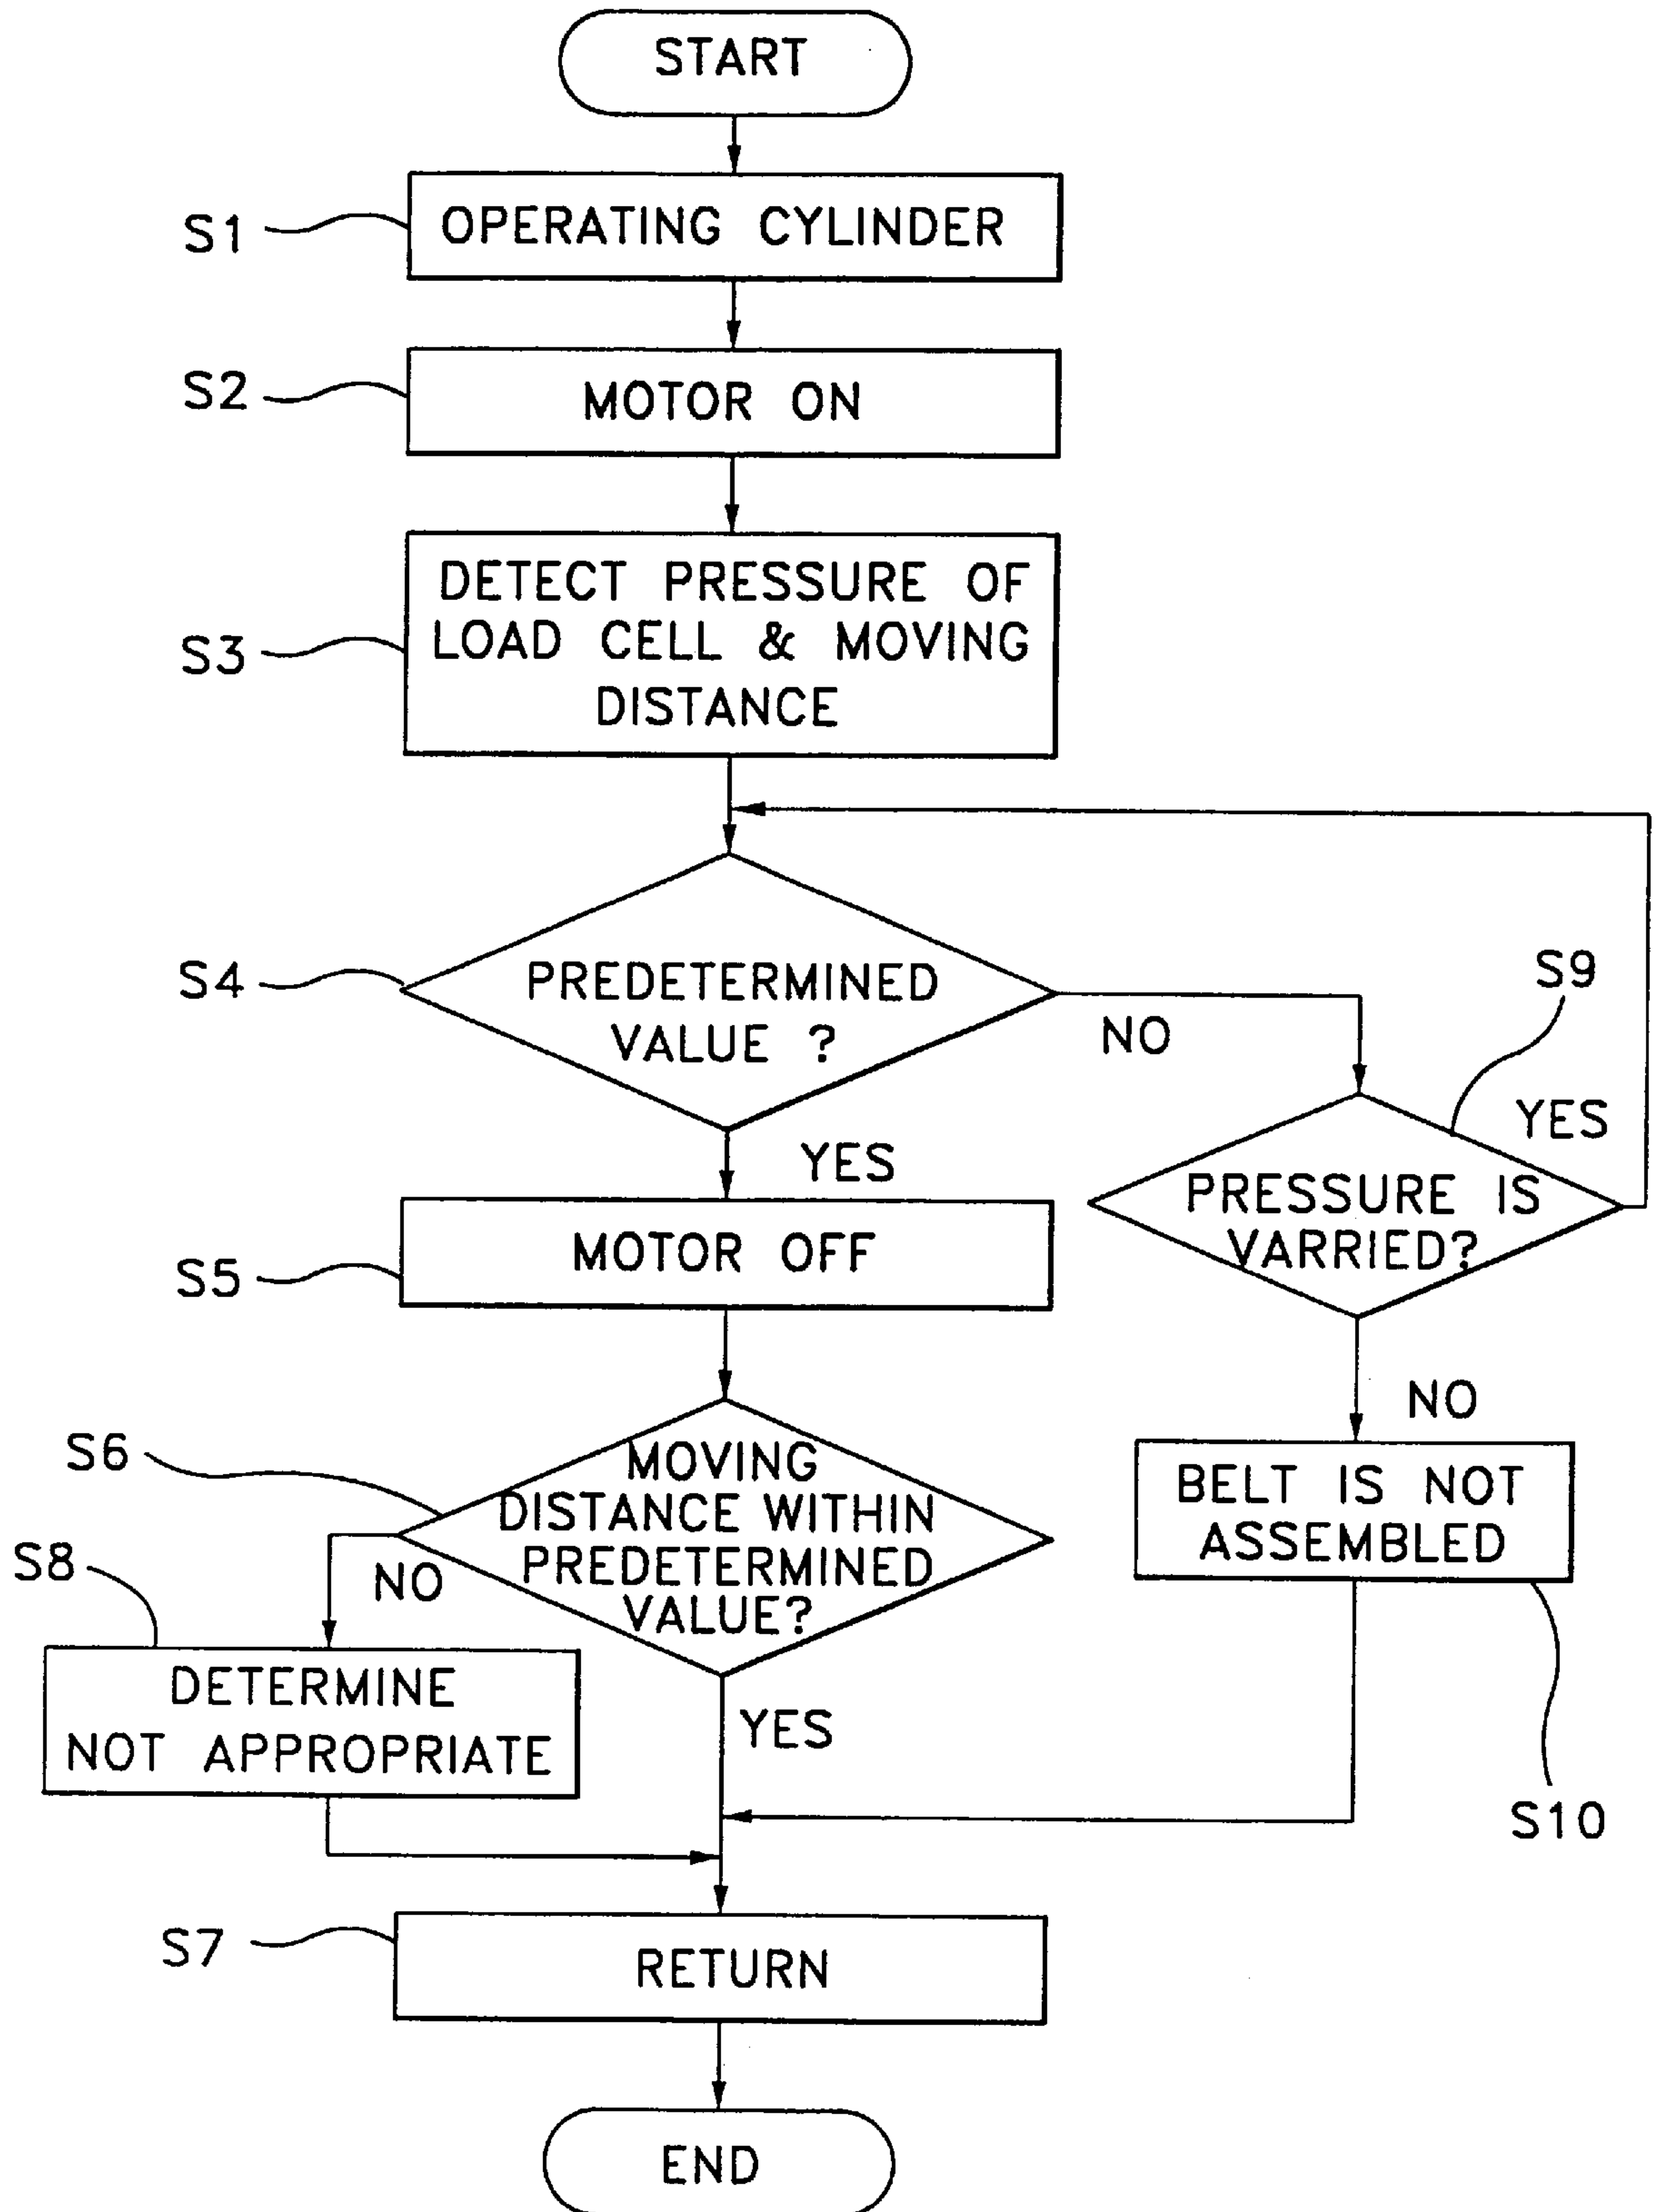 START
S1
OPERATING CYLINDER
S2
MOTOR ON
S3
DETECT PRESSURE OF
LOAD CELL & MOVING
DISTANCE
S4
PREDETERMINED
VALUE ?
NO
YES
S9
PRESSURE IS
VARRIED?
YES
NO
S5
MOTOR OFF
S6
MOVING
DISTANCE WITHIN
PREDETERMINED
VALUE?
NO
YES
S8
DETERMINE
NOT APPROPRIATE
BELT IS NOT
ASSEMBLED
S10
S7
RETURN
END